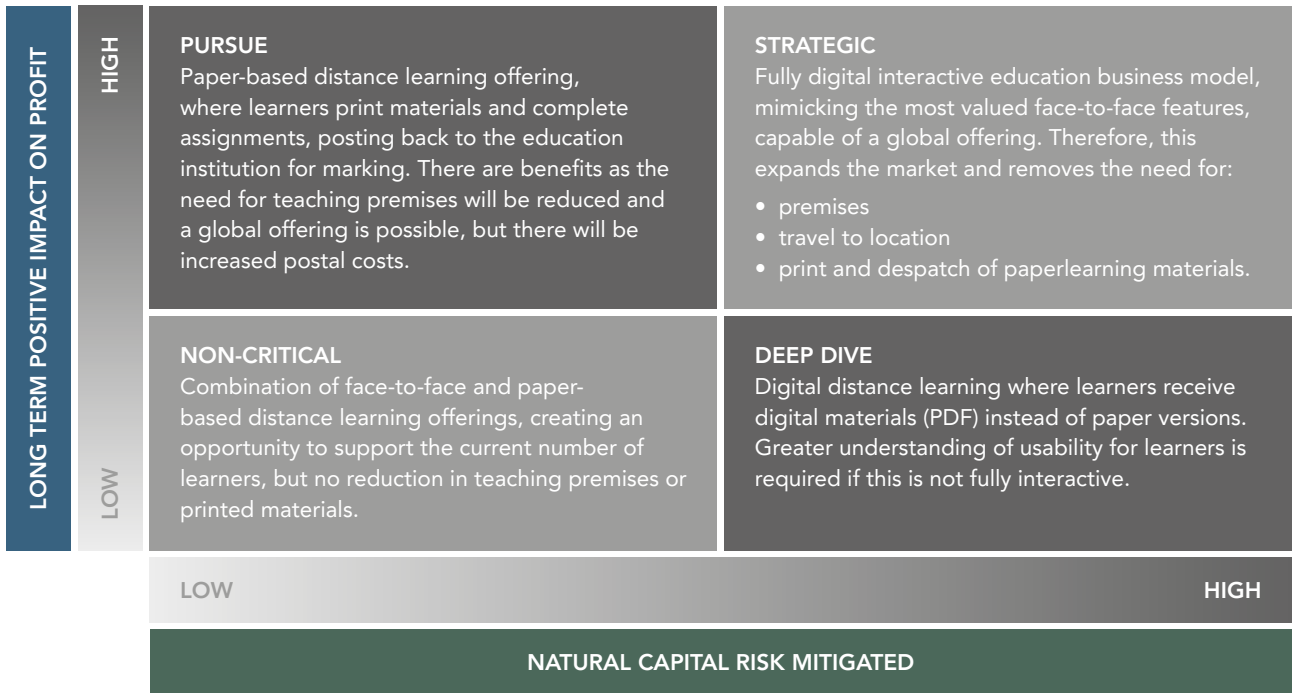 LONG TERM POSITIVE IMPACT ON PROFIT
HIGH
LOW
PURSUE
Paper-based distance learning offering,
where learners print materials and complete
assignments, posting back to the education
institution for marking. There are benefits as the
need for teaching premises will be reduced and
a global offering is possible, but there will be
increased postal costs.
STRATEGIC
Fully digital interactive education business model,
mimicking the most valued face-to-face features,
capable of a global offering. Therefore, this
expands the market and removes the need for:
• premises
• travel to location
• print and despatch of paperlearning materials.
NON-CRITICAL
Combination of face-to-face and paper-
based distance learning offerings, creating an
opportunity to support the current number of
learners, but no reduction in teaching premises or
printed materials.
DEEP DIVE
Digital distance learning where learners receive
digital materials (PDF) instead of paper versions.
Greater understanding of usability for learners is
required if this is not fully interactive.
LOW
HIGH
NATURAL CAPITAL RISK MITIGATED